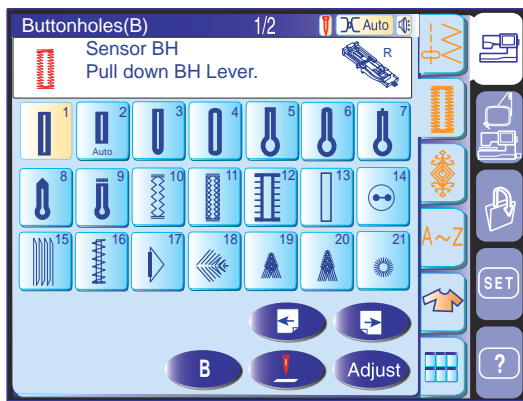 Buttonholes(B) 1/2 Auto
Sensor BH R
Pull down BH Lever.
1 2 3 4 5 6 7
Auto
8 9 10 11 12 13 14
15 16 17 18 19 20 21
A~Z
SET
B Adjust
?